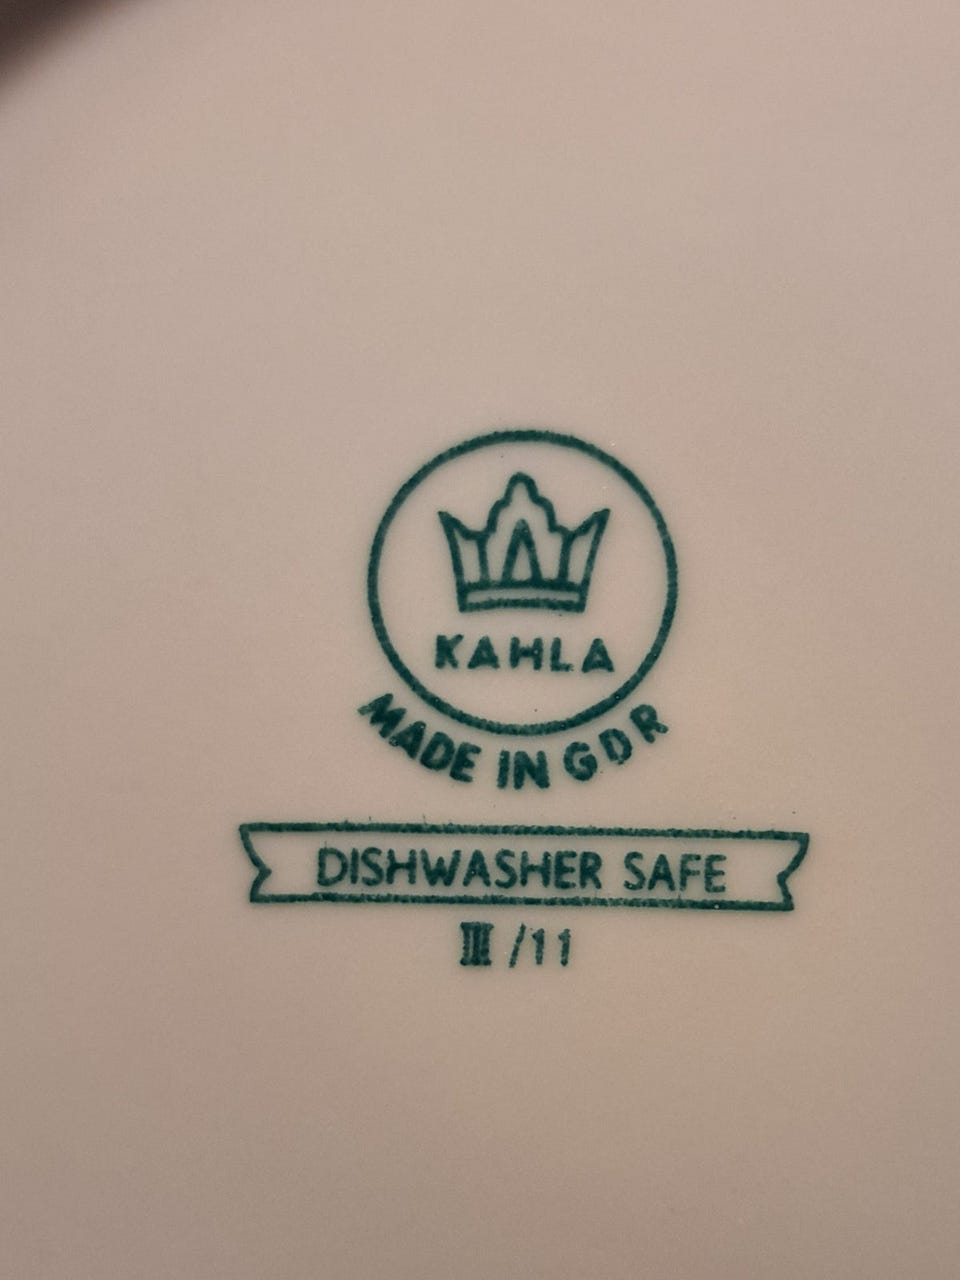 KAHLA
MADE IN GDR
DISHWASHER SAFE
III /11